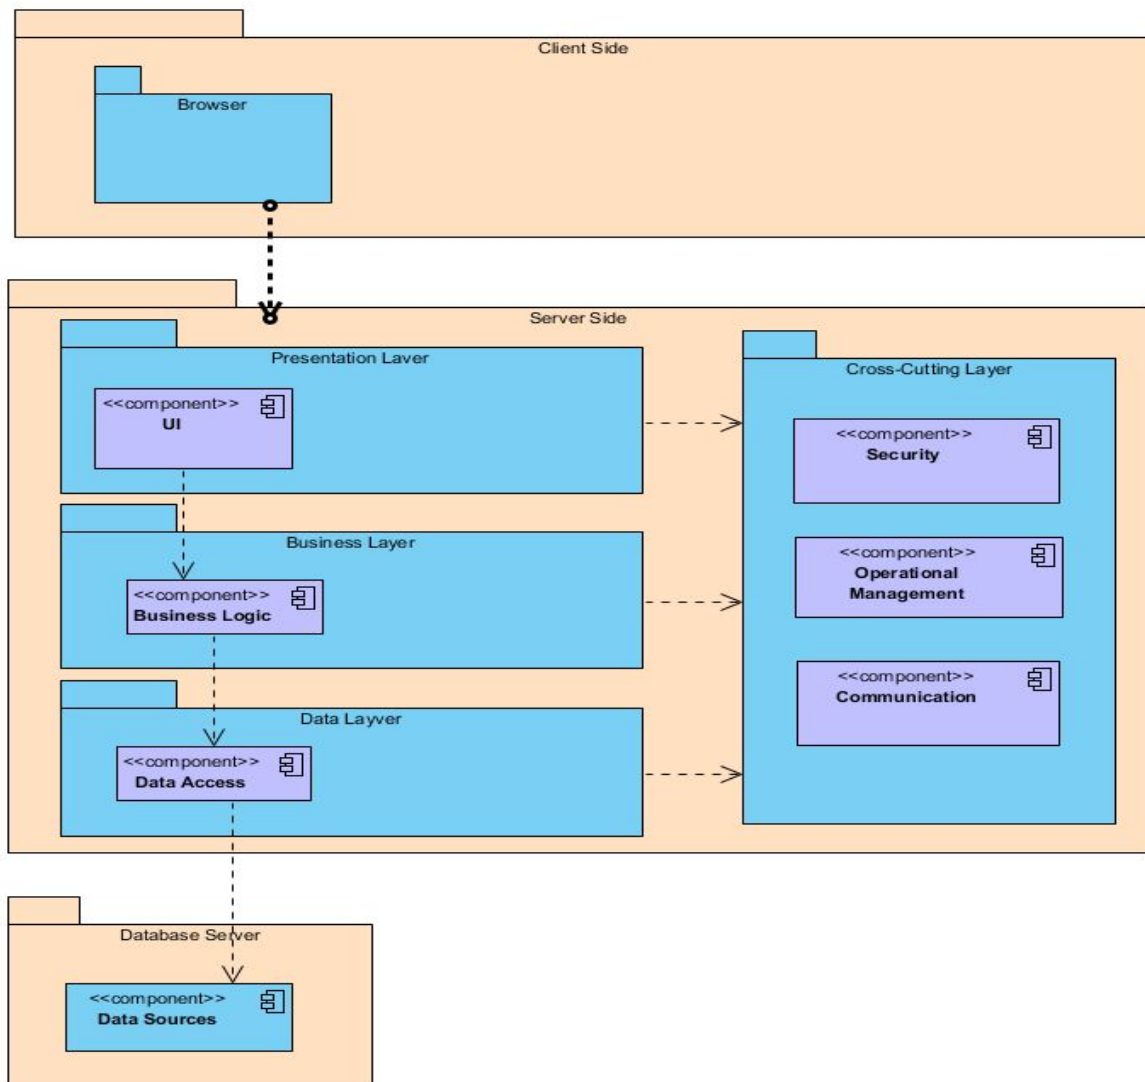 Client Side
Browser
Server Side
Presentation Laver
<<component>>
UI
Business Layer
<<component>>
Business Logic
Data Layver
<<component>>
Data Access
Cross-Cutting Layer
<<component>>
Security
<<component>>
Operational
Management
<<component>>
Communication
Database Server
<<component>>
Data Sources